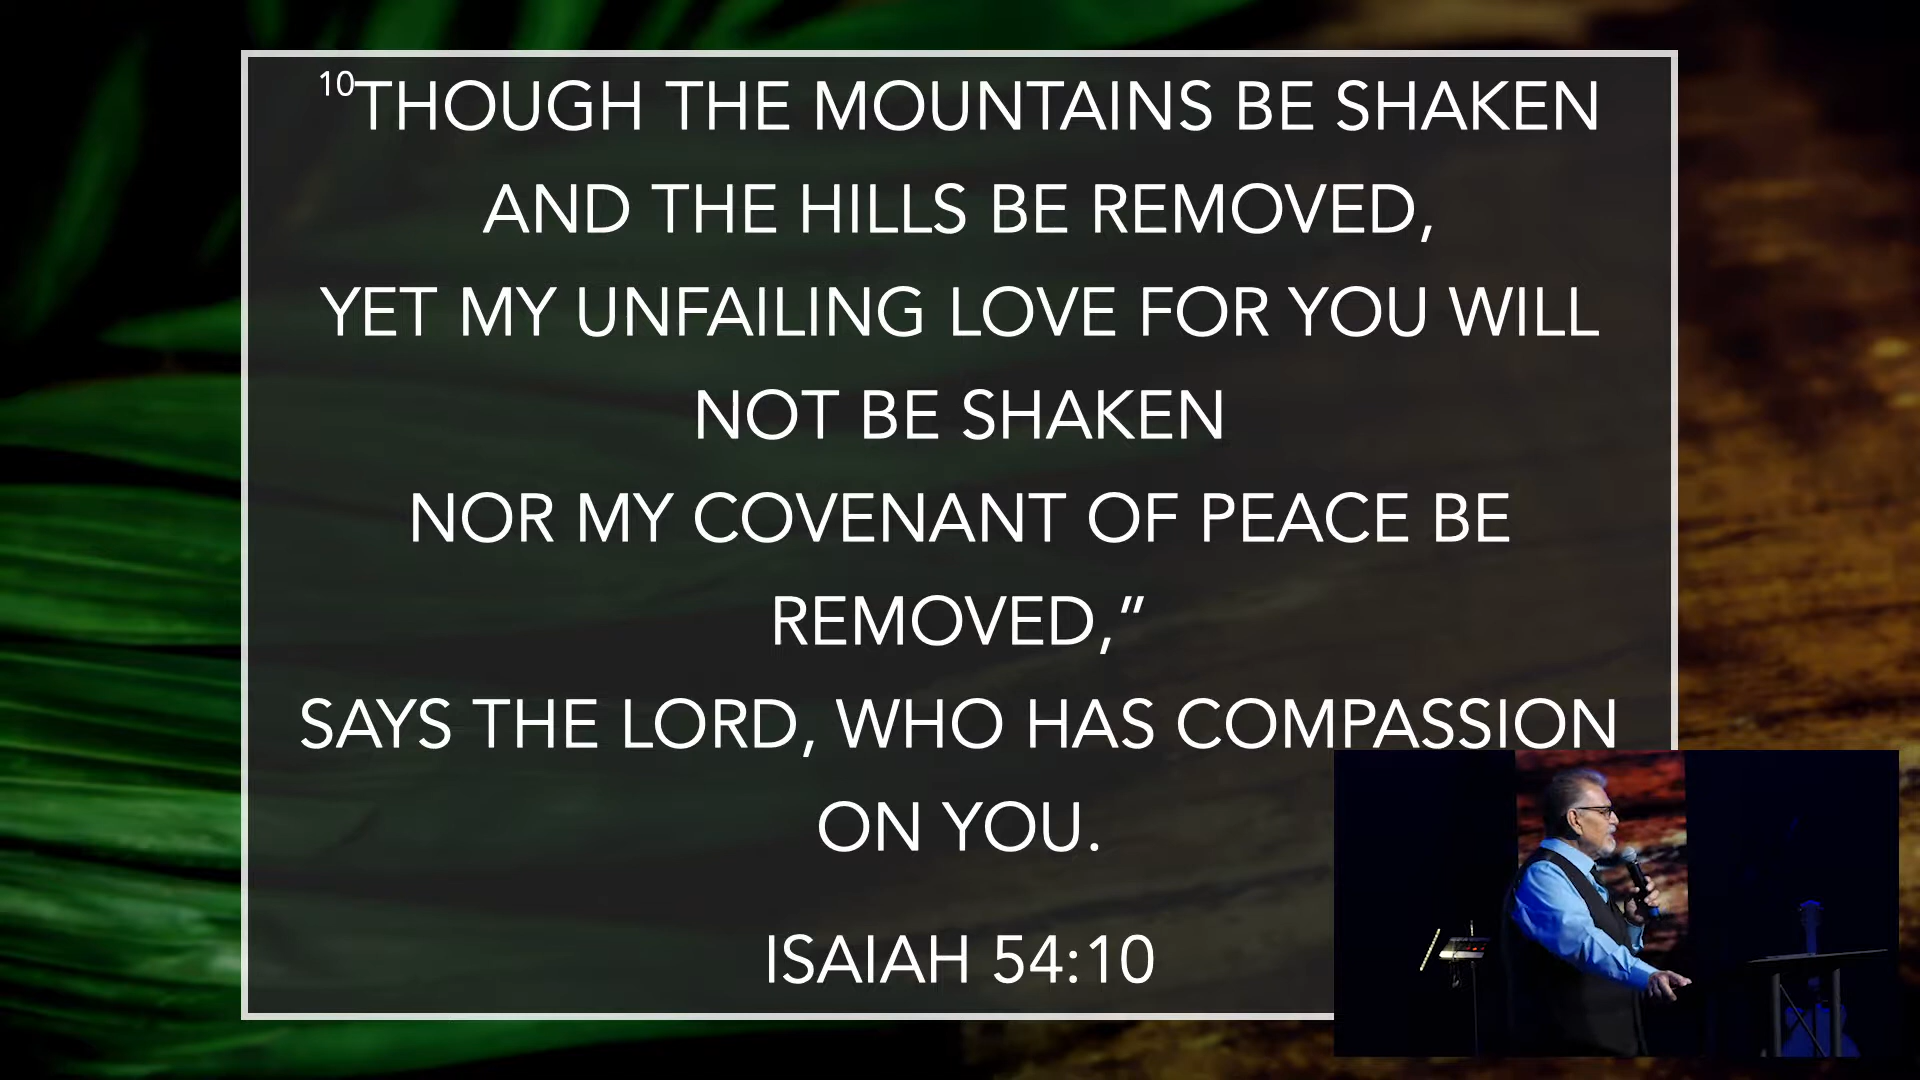 10THOUGH THE MOUNTAINS BE SHAKEN
AND THE HILLS BE REMOVED,
YET MY UNFAILING LOVE FOR YOU WILL
NOT BE SHAKEN
NOR MY COVENANT OF PEACE BE
REMOVED,”
SAYS THE LORD, WHO HAS COMPASSION
ON YOU.
ISAIAH 54:10